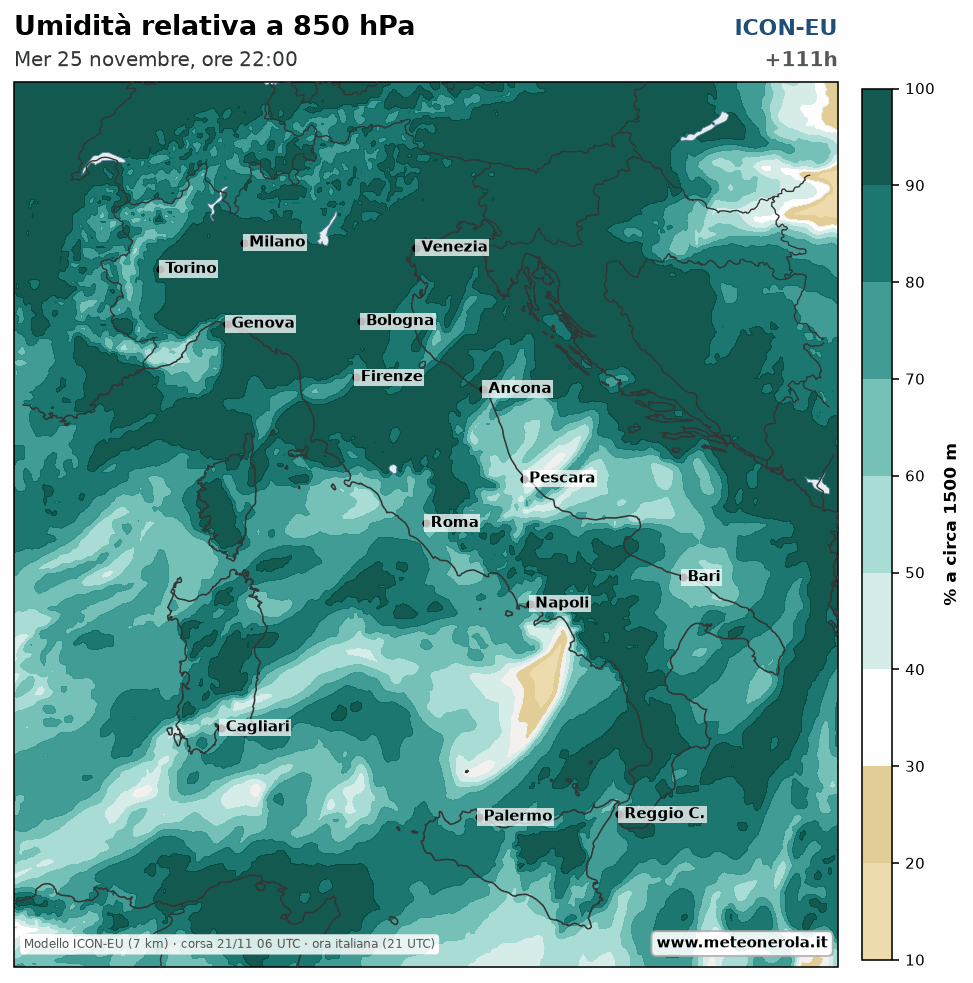 Umidità relativa a 850 hPa
ICON-EU
Mer 25 novembre, ore 22:00
+111h
100
90
80
70
60
50
40
30
20
10
% a circa 1500 m
Milano
Venezia
Torino
Genova
Bologna
Firenze
Ancona
Pescara
Roma
Bari
Napoli
Cagliari
Palermo
Reggio C.
Modello ICON-EU (7 km) · corsa 21/11 06 UTC · ora italiana (21 UTC)
www.meteonerola.it